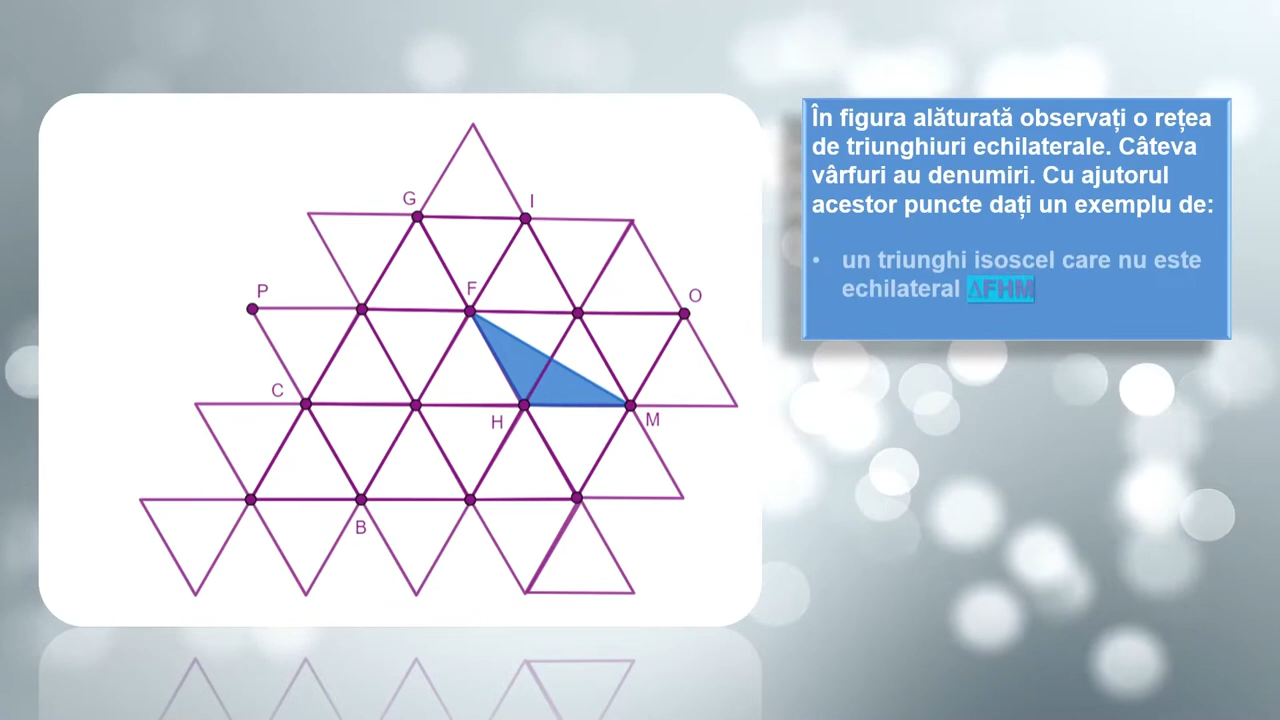 În figura alăturată observați o rețea
de triunghiuri echilaterale. Câteva
vârfuri au denumiri. Cu ajutorul
acestor puncte dați un exemplu de:
• un triunghi isoscel care nu este
echilateral ∆FHM
G I
P F O
C H M
B